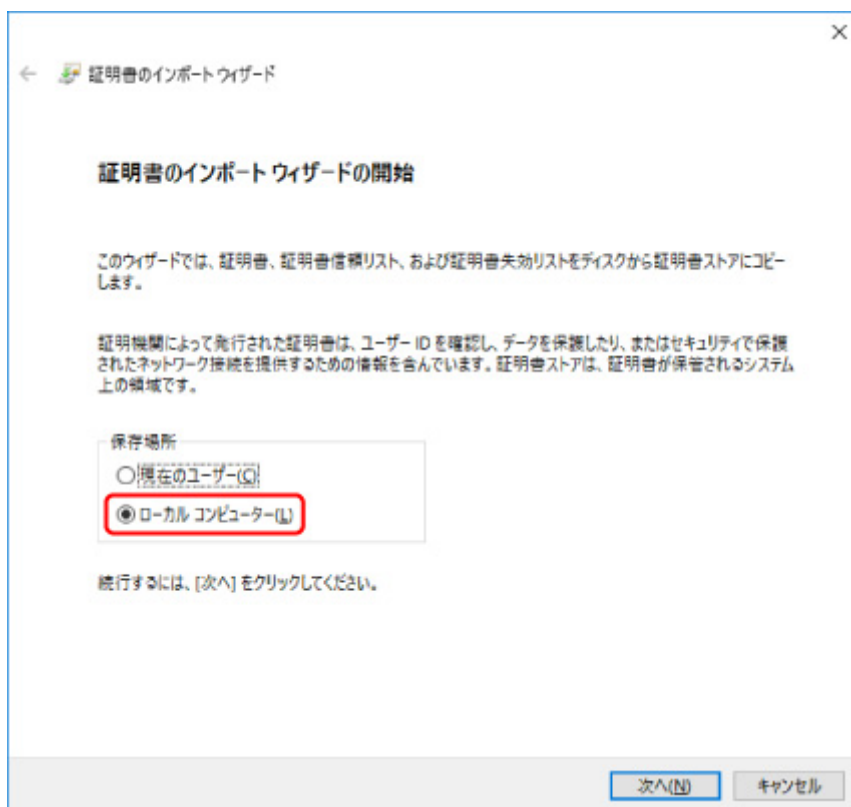 証明書のインポート ウィザード
証明書のインポート ウィザードの開始
このウィザードでは、証明書、証明書信頼リスト、および証明書失効リストをディスクから証明書ストアにコピー
します。
証明機関によって発行された証明書は、ユーザー ID を確認し、データを保護したり、またはセキュリティで保護
されたネットワーク接続を提供するための情報を含んでいます。証明書ストアは、証明書が保管されるシステム
上の領域です。
保存場所
現在のユーザー(C)
ローカル コンピューター(L)
続行するには、[次へ] をクリックしてください。
次へ(N)
キャンセル